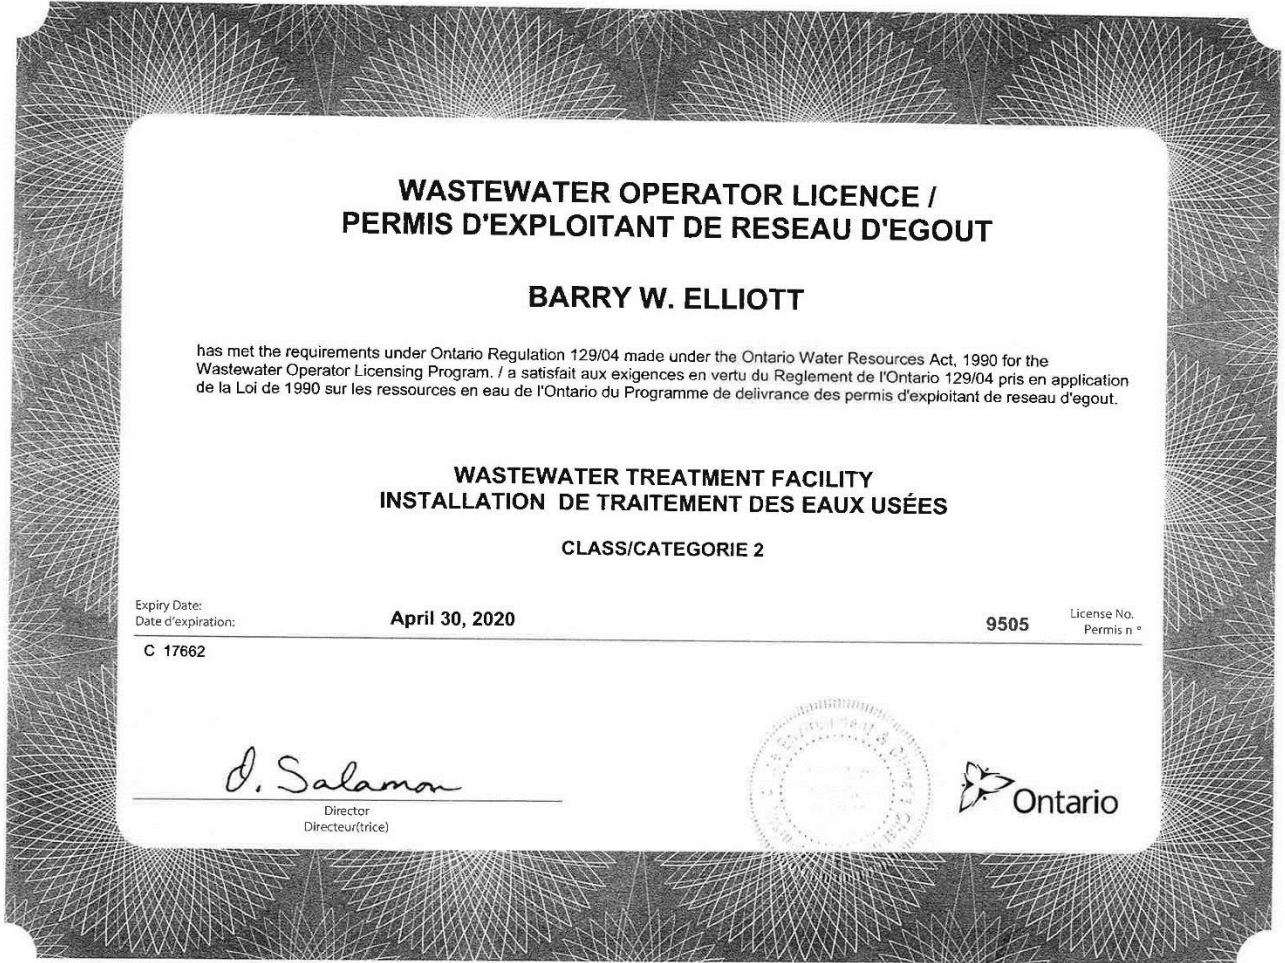 WASTEWATER OPERATOR LICENCE /
PERMIS D'EXPLOITANT DE RESEAU D'EGOUT
BARRY W. ELLIOTT
has met the requirements under Ontario Regulation 129/04 made under the Ontario Water Resources Act, 1990 for the
Wastewater Operator Licensing Program. / a satisfait aux exigences en vertu du Reglement de l'Ontario 129/04 pris en application
de la Loi de 1990 sur les ressources en eau de l'Ontario du Programme de delivrance des permis d'exploitant de reseau d'egout.
WASTEWATER TREATMENT FACILITY
INSTALLATION DE TRAITEMENT DES EAUX USÉES
CLASS/CATEGORIE 2
Expiry Date:
Date d'expiration:
April 30, 2020
9505
License No.
Permis n °
C 17662
D. Salamon
Director
Directeur(trice)
Ontario